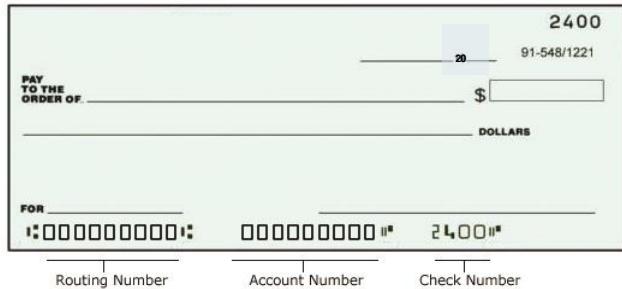 2400
20 91-548/1221
PAY
TO THE
ORDER OF $
DOLLARS
FOR
⑆000000000⑆ 000000000⑈ 2400⑈
Routing Number Account Number Check Number